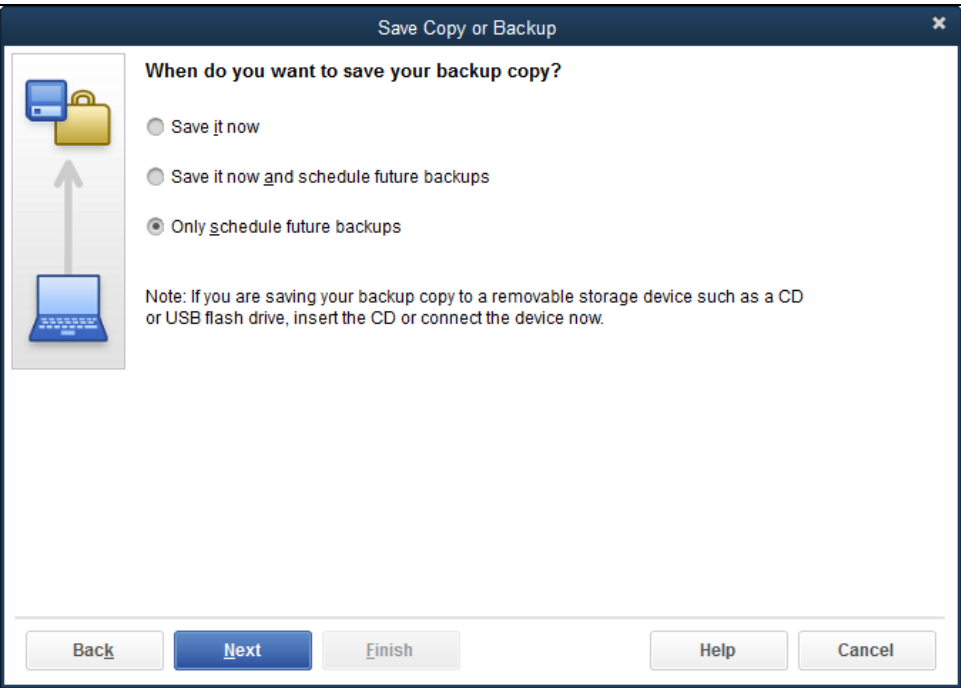 Save Copy or Backup
When do you want to save your backup copy?
Save it now
Save it now and schedule future backups
Only schedule future backups
Note: If you are saving your backup copy to a removable storage device such as a CD
or USB flash drive, insert the CD or connect the device now.
Back Next Finish Help Cancel